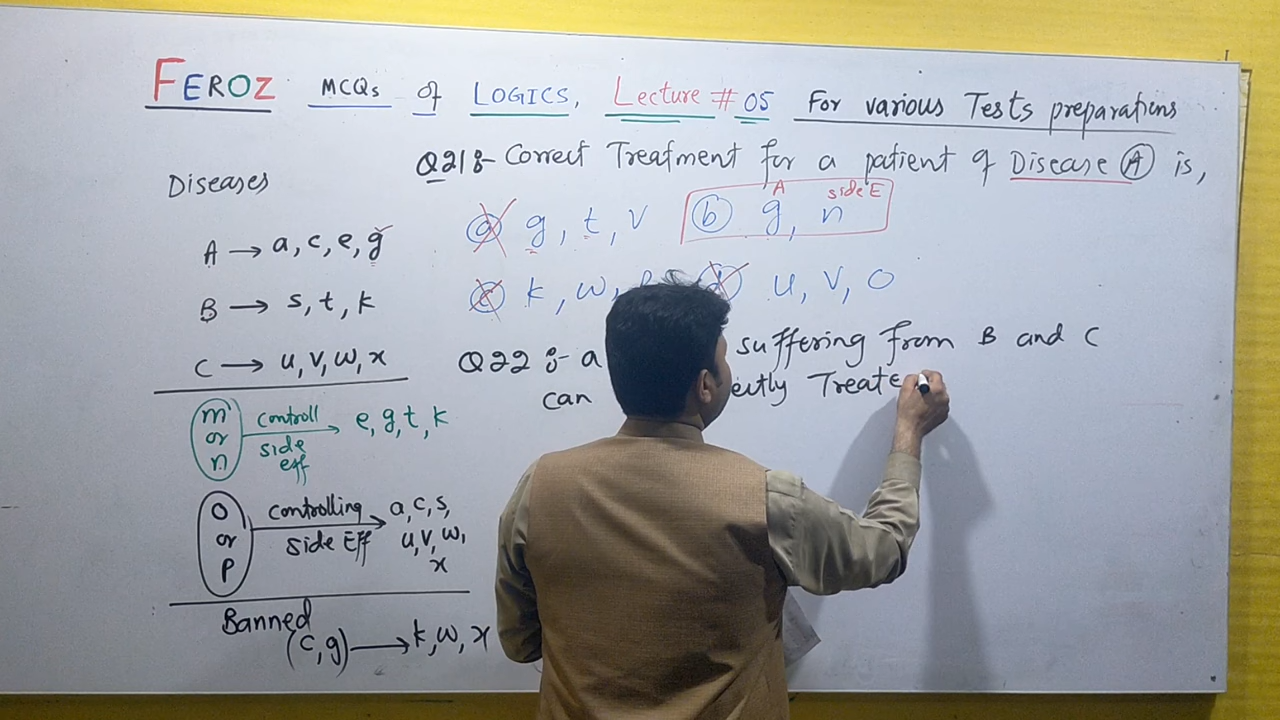 FEROZ MCQs of LOGICS, Lecture # 05 For various Tests preparations
Q21:- Correct Treatment for a patient of Disease A is,
a g, t, v
b g, n
A side E
c k, w,
d u, v, o
Q22:- a suffering from B and C
can Treate
Diseases
A → a, c, e, g
B → s, t, k
C → u, v, w, x
m or n controll side eff → e, g, t, k
o or p controlling side Eff → a, c, s, u, v, w, x
Banned
(c, g) → k, w, x